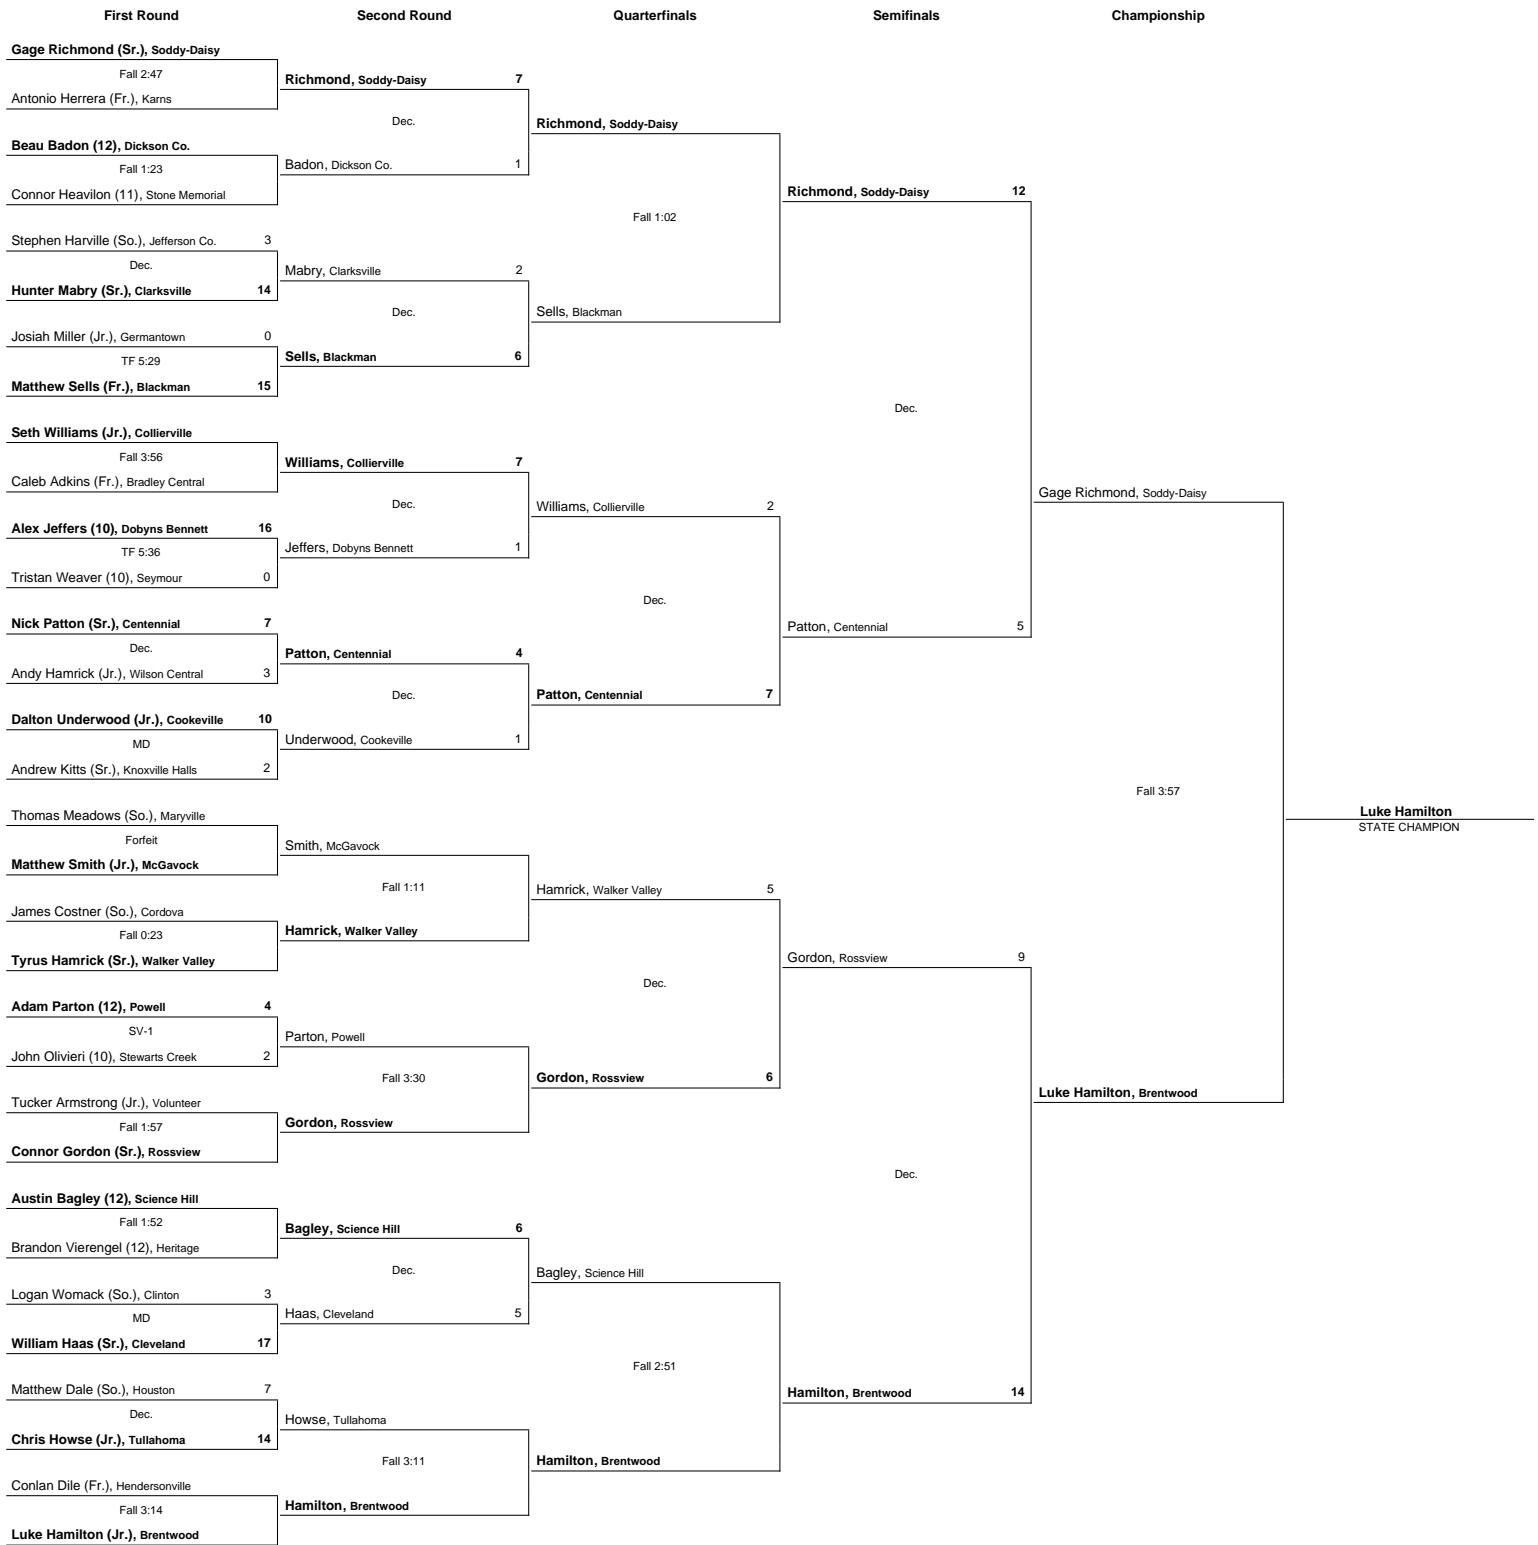 First Round
Second Round
Quarterfinals
Semifinals
Championship
Gage Richmond (Sr.), Soddy-Daisy
Fall 2:47
Antonio Herrera (Fr.), Karns
Beau Badon (12), Dickson Co.
Fall 1:23
Connor Heavilon (11), Stone Memorial
Stephen Harville (So.), Jefferson Co. 3
Dec.
Hunter Mabry (Sr.), Clarksville 14
Josiah Miller (Jr.), Germantown 0
TF 5:29
Matthew Sells (Fr.), Blackman 15
Seth Williams (Jr.), Collierville
Fall 3:56
Caleb Adkins (Fr.), Bradley Central
Alex Jeffers (10), Dobyns Bennett 16
TF 5:36
Tristan Weaver (10), Seymour 0
Nick Patton (Sr.), Centennial 7
Dec.
Andy Hamrick (Jr.), Wilson Central 3
Dalton Underwood (Jr.), Cookeville 10
MD
Andrew Kitts (Sr.), Knoxville Halls 2
Thomas Meadows (So.), Maryville
Forfeit
Matthew Smith (Jr.), McGavock
James Costner (So.), Cordova
Fall 0:23
Tyrus Hamrick (Sr.), Walker Valley
Adam Parton (12), Powell 4
SV-1
John Olivieri (10), Stewarts Creek 2
Tucker Armstrong (Jr.), Volunteer
Fall 1:57
Connor Gordon (Sr.), Rossview
Austin Bagley (12), Science Hill
Fall 1:52
Brandon Vierengel (12), Heritage
Logan Womack (So.), Clinton 3
MD
William Haas (Sr.), Cleveland 17
Matthew Dale (So.), Houston 7
Dec.
Chris Howse (Jr.), Tullahoma 14
Conlan Dile (Fr.), Hendersonville
Fall 3:14
Luke Hamilton (Jr.), Brentwood
Richmond, Soddy-Daisy 7
Dec.
Badon, Dickson Co. 1
Mabry, Clarksville 2
Dec.
Sells, Blackman 6
Williams, Collierville 7
Dec.
Jeffers, Dobyns Bennett 1
Patton, Centennial 4
Dec.
Underwood, Cookeville 1
Smith, McGavock
Fall 1:11
Hamrick, Walker Valley
Parton, Powell
Fall 3:30
Gordon, Rossview
Bagley, Science Hill 6
Dec.
Haas, Cleveland 5
Howse, Tullahoma
Fall 3:11
Hamilton, Brentwood
Richmond, Soddy-Daisy
Fall 1:02
Sells, Blackman
Williams, Collierville 2
Dec.
Patton, Centennial 7
Hamrick, Walker Valley 5
Dec.
Gordon, Rossview 6
Bagley, Science Hill
Fall 2:51
Hamilton, Brentwood
Richmond, Soddy-Daisy 12
Dec.
Patton, Centennial 5
Gordon, Rossview 9
Dec.
Hamilton, Brentwood 14
Gage Richmond, Soddy-Daisy
Fall 3:57
Luke Hamilton, Brentwood
Luke Hamilton
STATE CHAMPION